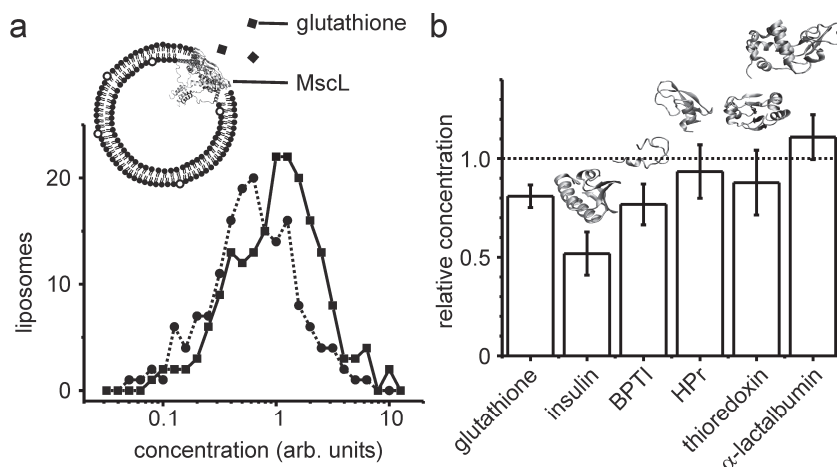 a
glutathione
MscL
20
10
0
liposomes
0.1
1
10
concentration (arb. units)
b
1.0
0.5
0
relative concentration
glutathione
insulin
BPTI
HPr
thioredoxin
α-lactalbumin